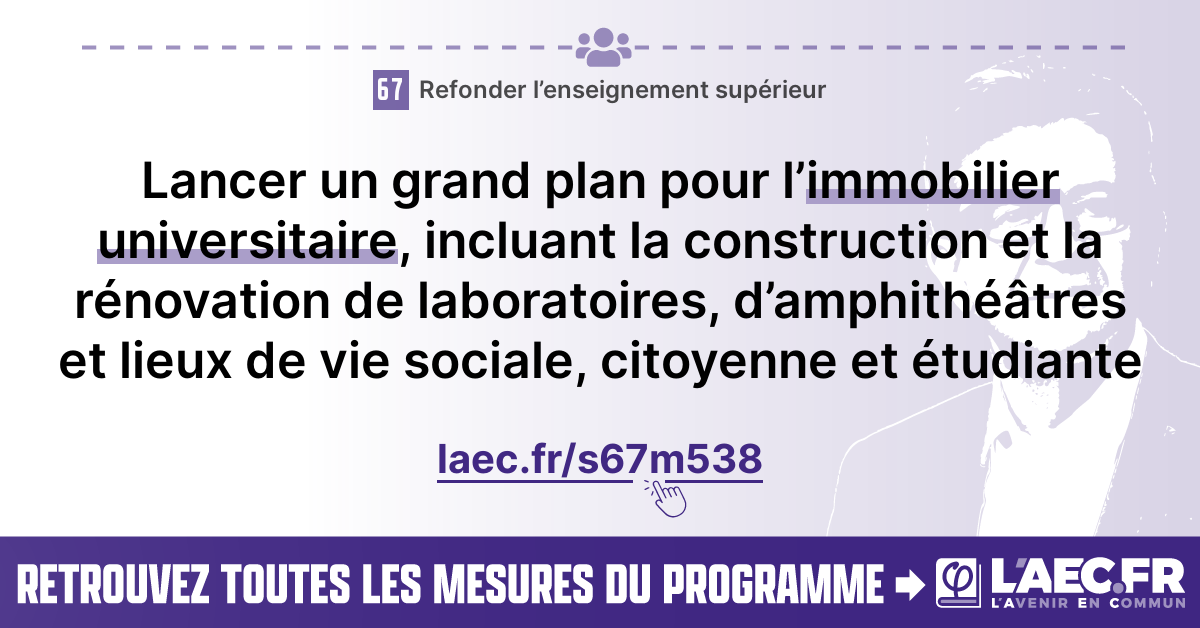 67 Refonder l’enseignement supérieur
Lancer un grand plan pour l’immobilier
universitaire, incluant la construction et la
rénovation de laboratoires, d’amphithéâtres
et lieux de vie sociale, citoyenne et étudiante
laec.fr/s67m538
RETROUVEZ TOUTES LES MESURES DU PROGRAMME
φ L'AEC.FR
L'AVENIR EN COMMUN